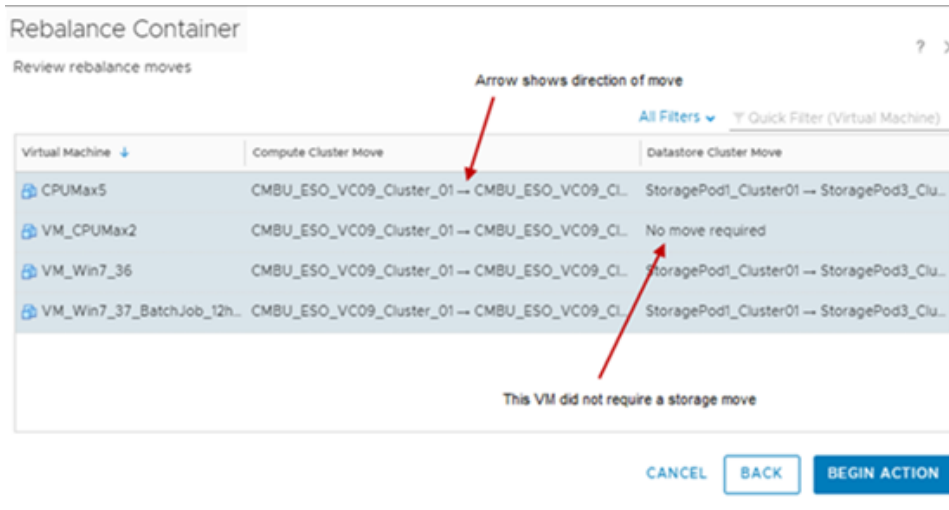 Rebalance Container
?
Review rebalance moves
Arrow shows direction of move
All Filters Quick Filter (Virtual Machine)
Virtual Machine Compute Cluster Move Datastore Cluster Move
CPUMax5 CMBU_ESO_VC09_Cluster_01 → CMBU_ESO_VC09_Cl... StoragePod1_Cluster01 → StoragePod3_Clu...
VM_CPUMax2 CMBU_ESO_VC09_Cluster_01 → CMBU_ESO_VC09_Cl... No move required
VM_Win7_36 CMBU_ESO_VC09_Cluster_01 → CMBU_ESO_VC09_Cl... StoragePod1_Cluster01 → StoragePod3_Clu...
VM_Win7_37_BatchJob_12h... CMBU_ESO_VC09_Cluster_01 → CMBU_ESO_VC09_Cl... StoragePod1_Cluster01 → StoragePod3_Clu...
This VM did not require a storage move
CANCEL BACK BEGIN ACTION